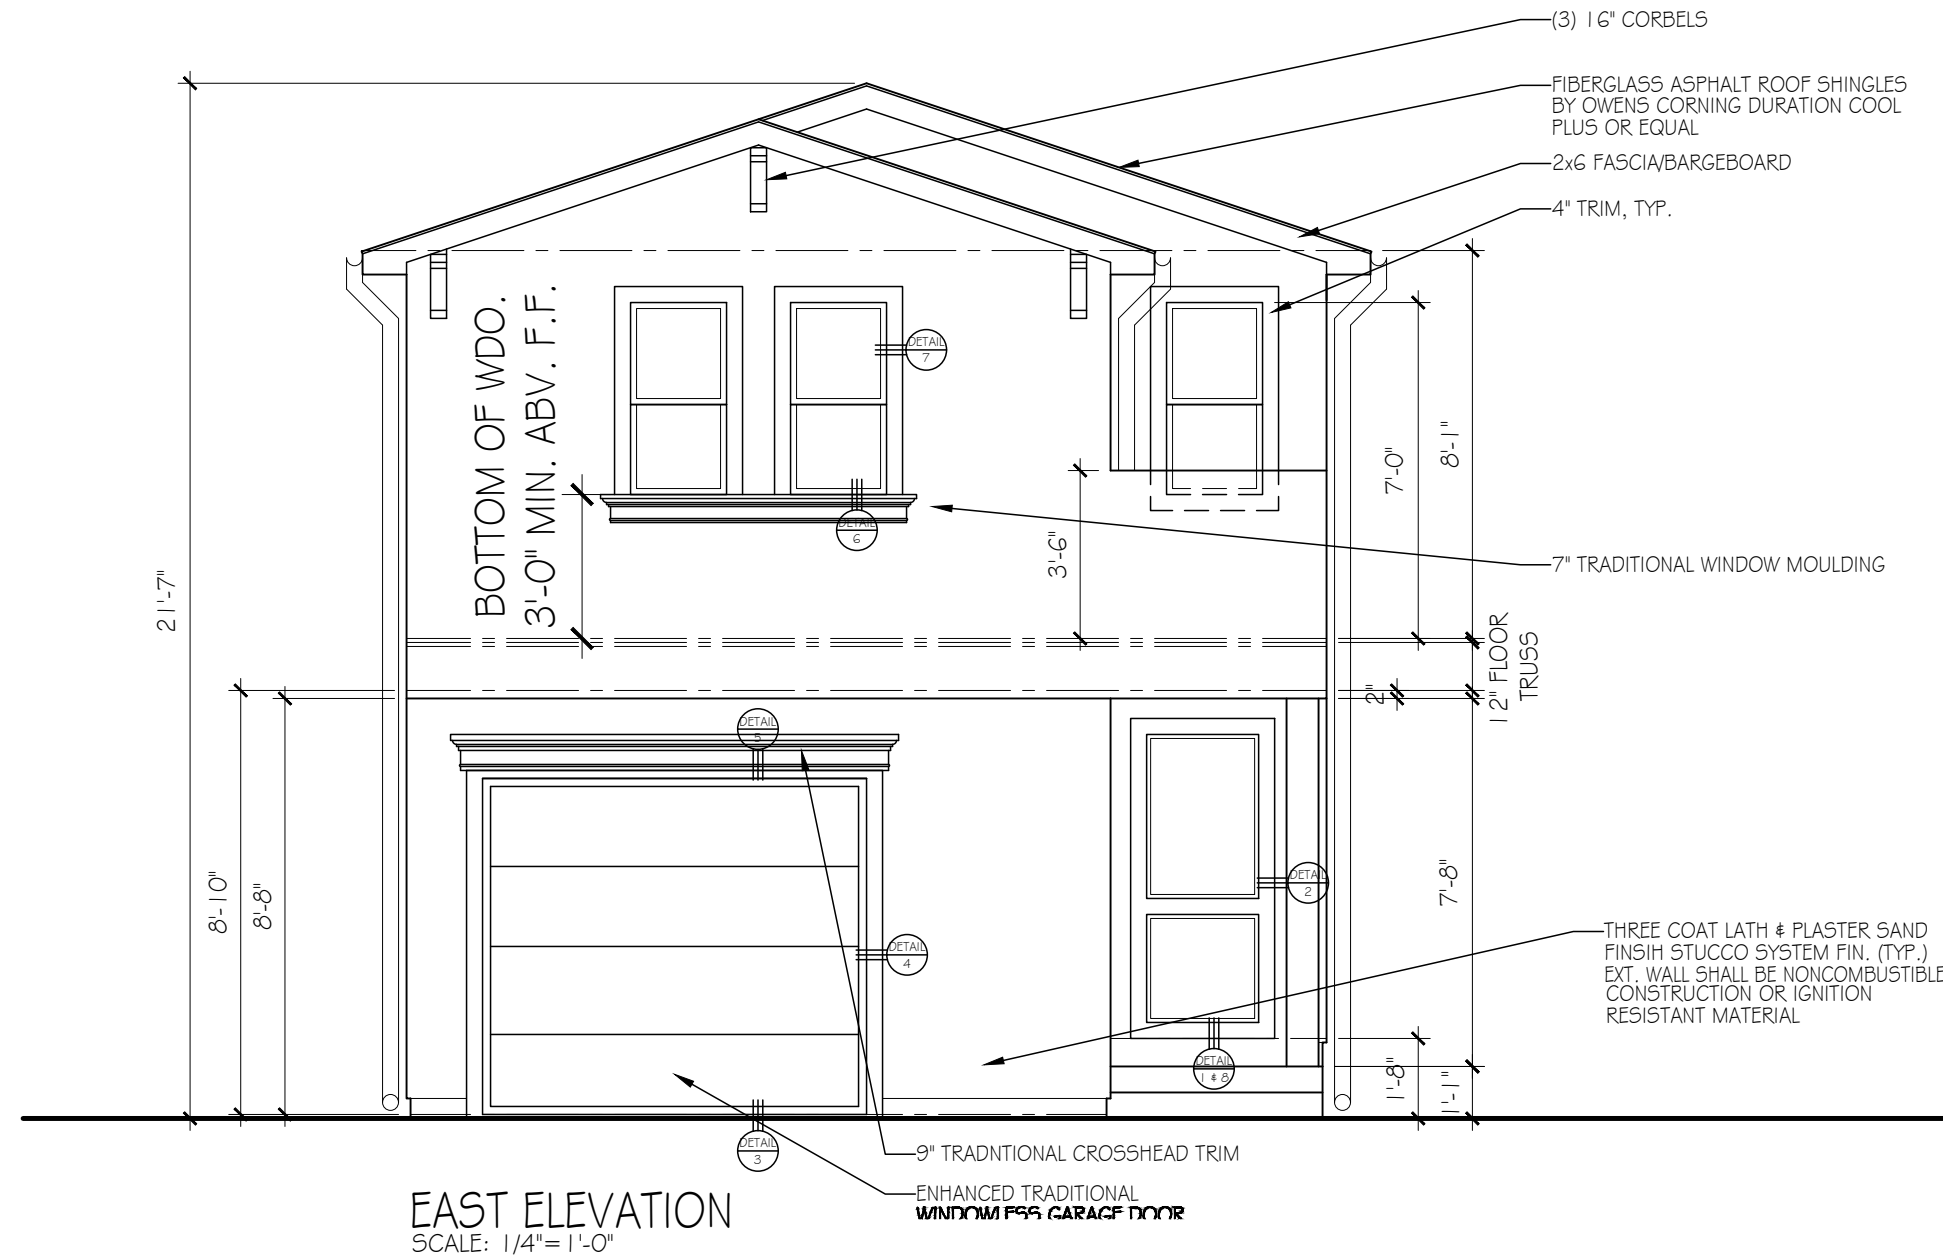 (3) 16" CORBELS
FIBERGLASS ASPHALT ROOF SHINGLES
BY OWENS CORNING DURATION COOL
PLUS OR EQUAL
2x6 FASCIA/BARGEBOARD
4" TRIM, TYP.
BOTTOM OF WDO.
3'-0" MIN. ABV. F.F.
DETAIL
7
DETAIL
6
7'-0"
8'-1"
3'-6"
7" TRADITIONAL WINDOW MOULDING
21'-7"
12" FLOOR
TRUSS
2"
DETAIL
5
8'-10"
8'-8"
DETAIL
2
7'-8"
DETAIL
4
THREE COAT LATH & PLASTER SAND
FINSIH STUCCO SYSTEM FIN. (TYP.)
EXT. WALL SHALL BE NONCOMBUSTIBLE
CONSTRUCTION OR IGNITION
RESISTANT MATERIAL
DETAIL
1 & 8
1'-8"
1'-1"
DETAIL
3
9" TRADNTIONAL CROSSHEAD TRIM
ENHANCED TRADITIONAL
WINDOWLESS GARAGE DOOR
EAST ELEVATION
SCALE: 1/4"=1'-0"